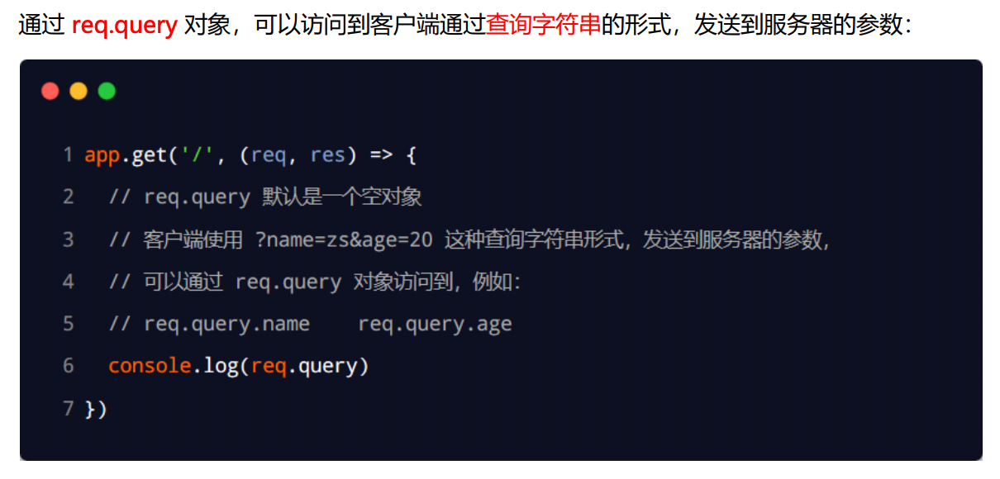 通过 req.query 对象，可以访问到客户端通过查询字符串的形式，发送到服务器的参数：
1 app.get('/', (req, res) => {
2   // req.query 默认是一个空对象
3   // 客户端使用 ?name=zs&age=20 这种查询字符串形式，发送到服务器的参数，
4   // 可以通过 req.query 对象访问到，例如：
5   // req.query.name    req.query.age
6   console.log(req.query)
7 })